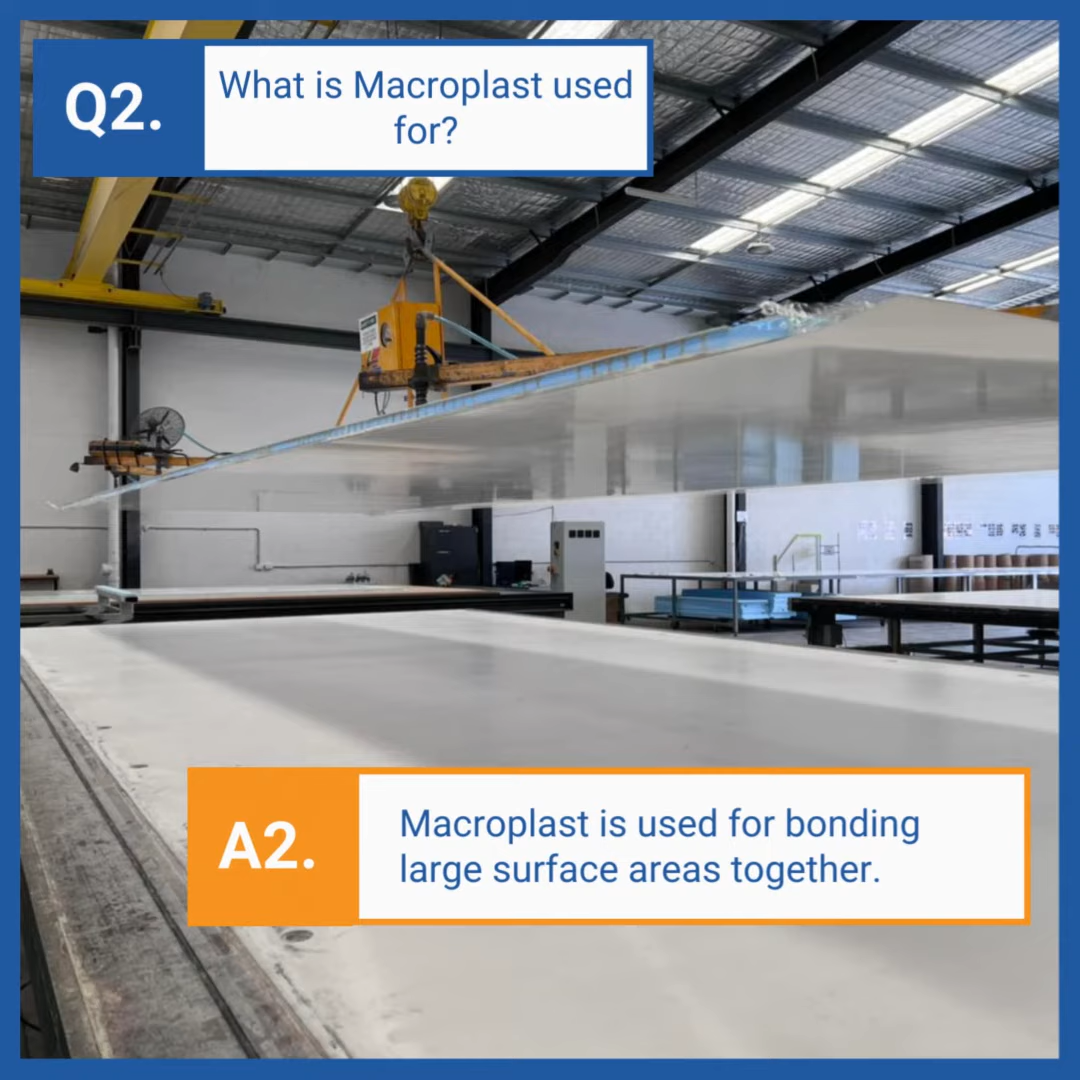 Q2.
What is Macroplast used
for?
A2.
Macroplast is used for bonding
large surface areas together.